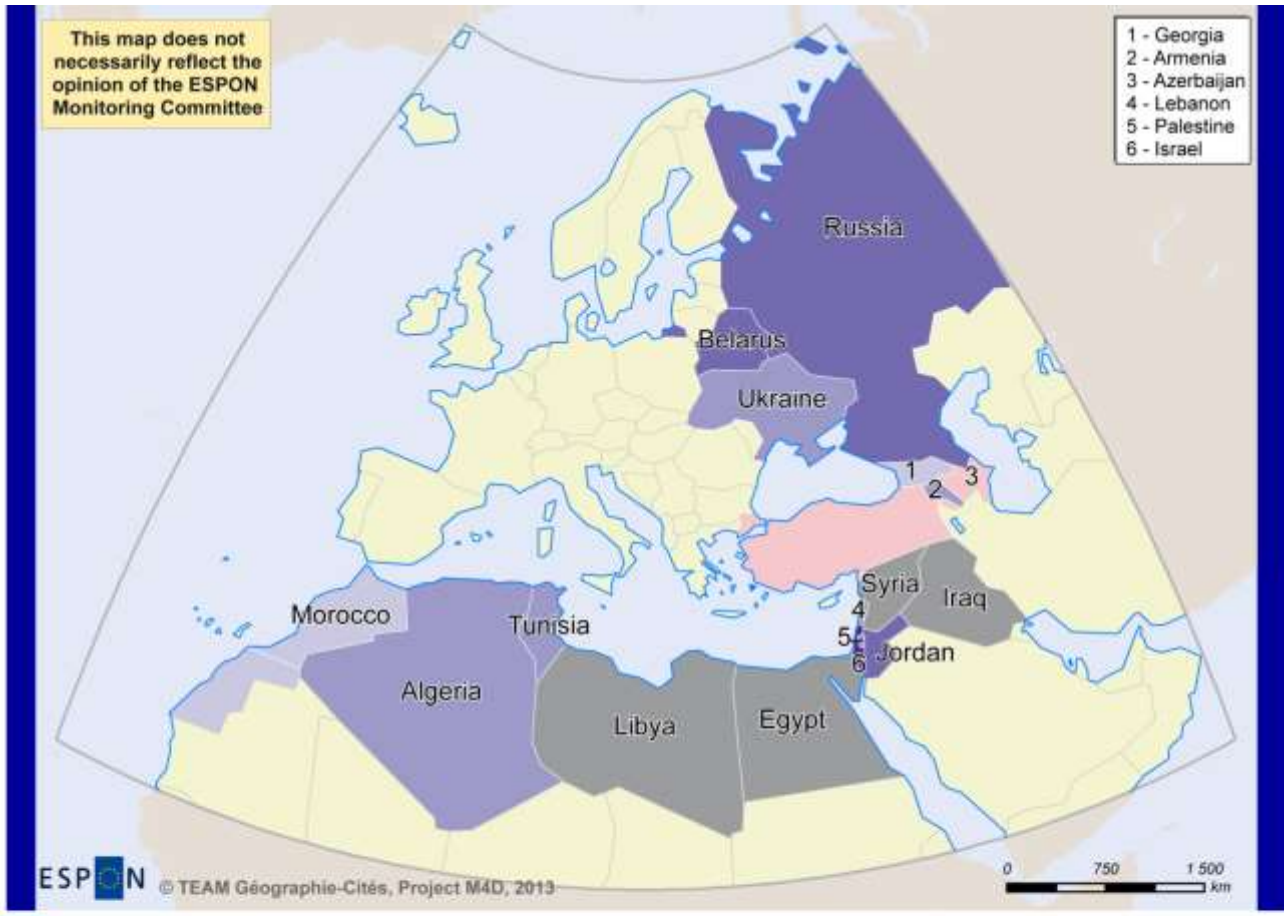 This map does not
necessarily reflect the
opinion of the ESPON
Monitoring Committee
1 - Georgia
2 - Armenia
3 - Azerbaijan
4 - Lebanon
5 - Palestine
6 - Israel
Russia
Belarus
Ukraine
1
2
3
Syria
Iraq
4
Morocco
Tunisia
5
6
Jordan
Algeria
Libya
Egypt
ESPON
© TEAM Géographie-Cités, Project M4D, 2013
0 750 1 500
km